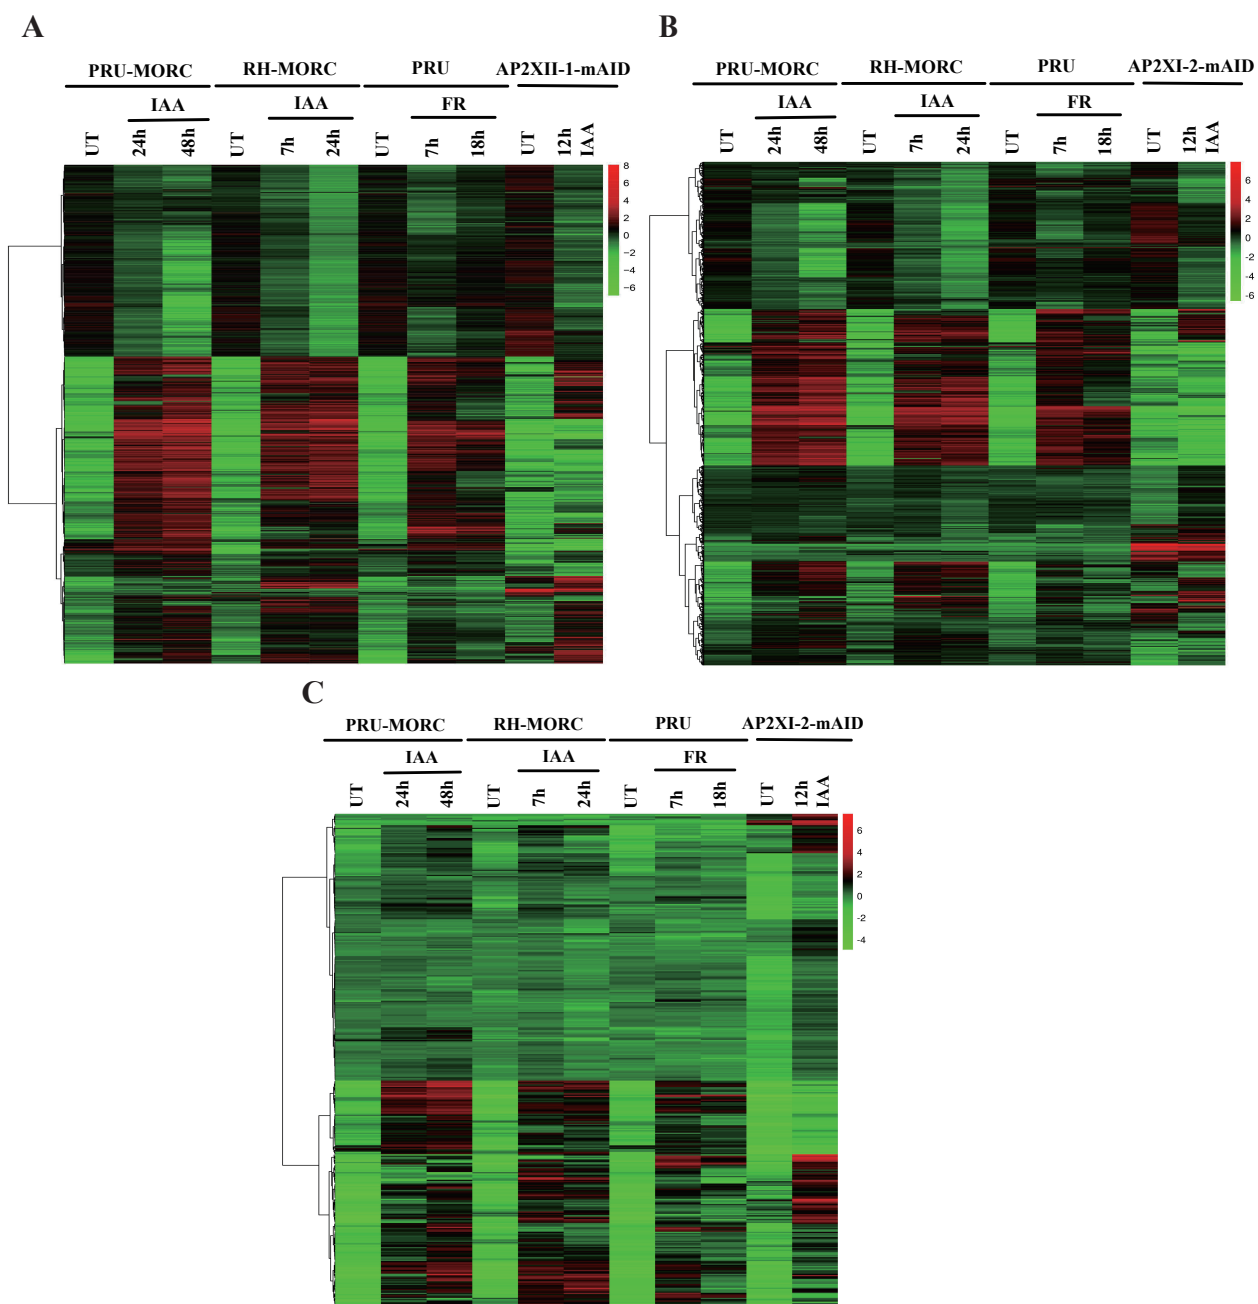 A
PRU-MORC RH-MORC PRU AP2XII-1-mAID
IAA IAA FR
UT 24h 48h UT 7h 24h UT 7h 18h UT 12h IAA
8
6
4
2
0
−2
−4
−6
B
PRU-MORC RH-MORC PRU AP2XI-2-mAID
IAA IAA FR
UT 24h 48h UT 7h 24h UT 7h 18h UT 12h IAA
6
4
2
0
-2
-4
-6
C
PRU-MORC RH-MORC PRU AP2XI-2-mAID
IAA IAA FR
UT 24h 48h UT 7h 24h UT 7h 18h UT 12h IAA
6
4
2
0
-2
-4